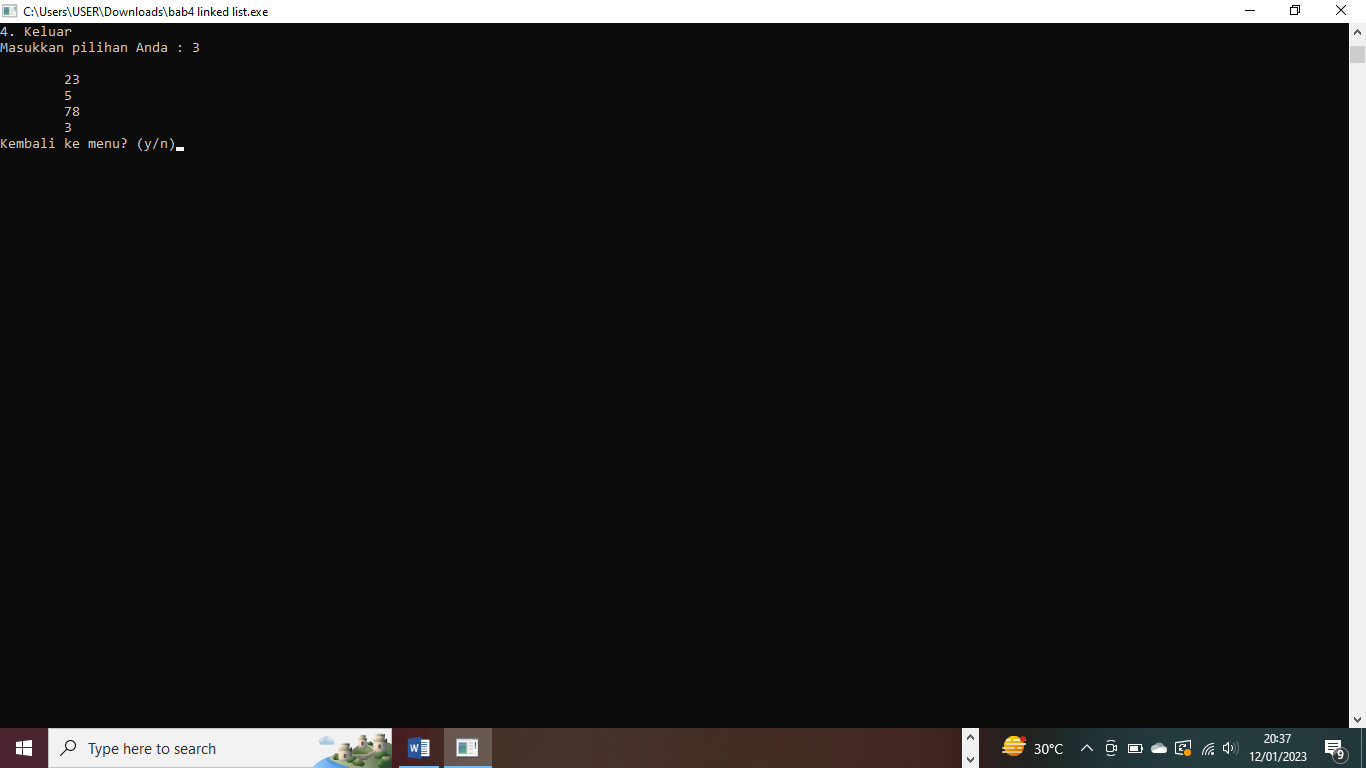 C:\Users\USER\Downloads\bab4 linked list.exe
4. Keluar
Masukkan pilihan Anda : 3
23
5
78
3
Kembali ke menu? (y/n)
Type here to search
W
30°C
20:37
12/01/2023
9